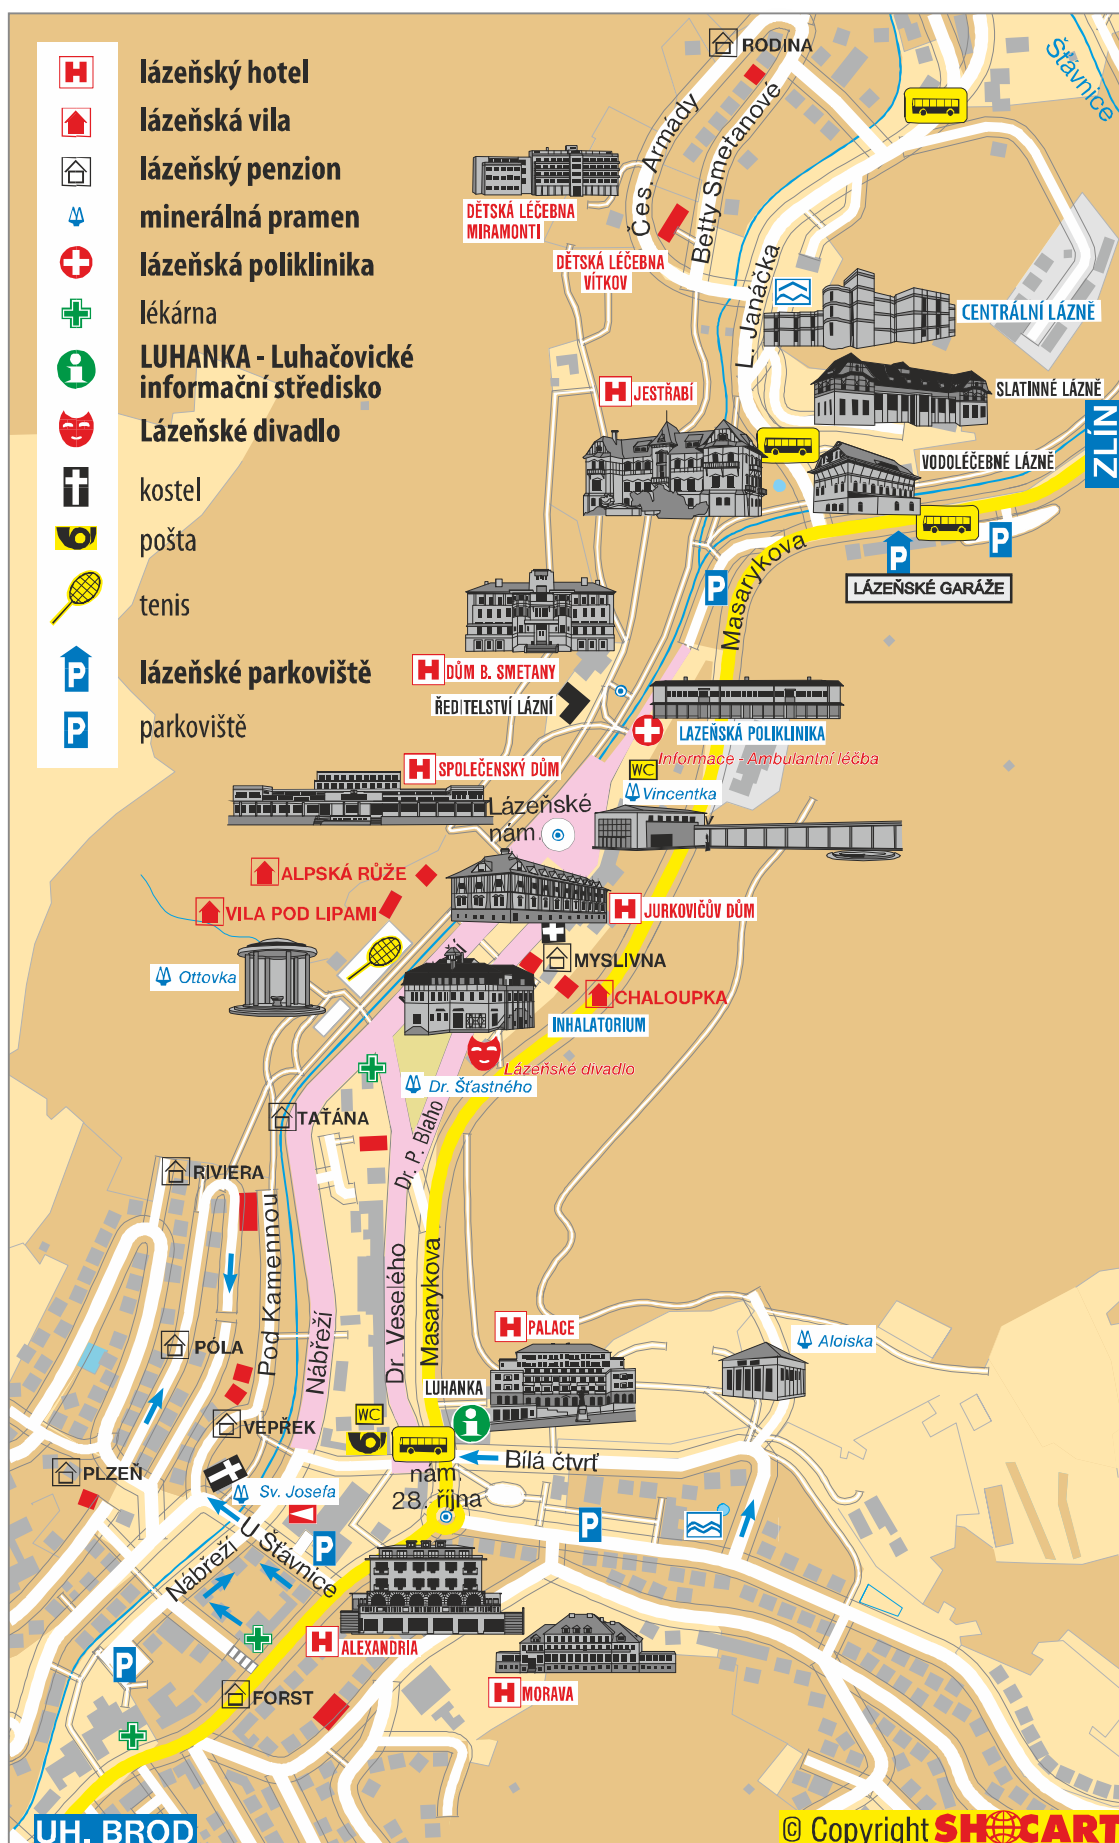 lázeňský hotel
lázeňská vila
lázeňský penzion
minerálná pramen
lázeňská poliklinika
lékárna
LUHANKA - Luhačovické
informační středisko
Lázeňské divadlo
kostel
pošta
tenis
P lázeňské parkoviště
P parkoviště
RODINA
Šťávnice
Čes. Armády
Betty Smetanové
DĚTSKÁ LÉČEBNA
MIRAMONTI
DĚTSKÁ LÉČEBNA
VÍTKOV
L. Janáčka
CENTRÁLNÍ LÁZNĚ
SLATINNÉ LÁZNĚ
H JESTŘABÍ
ZLÍN
VODOLÉČEBNÉ LÁZNĚ
P
P
P
LÁZEŇSKÉ GARÁŽE
Masarykova
H DŮM B. SMETANY
ŘEDITELSTVÍ LÁZNÍ
LAZEŇSKÁ POLIKLINIKA
Informace - Ambulantní léčba
H SPOLEČENSKÝ DŮM
WC
Vincentka
Lázeňské
nám.
ALPSKÁ RŮŽE
VILA POD LIPAMI
H JURKOVIČŮV DŮM
MYSLIVNA
Ottovka
CHALOUPKA
INHALATORIUM
Lázeňské divadlo
Dr. Šťastného
TAŤÁNA
Dr. P. Blaho
RIVIERA
Pod Kamennou
Nábřeží
Dr. Veselého
Masarykova
H PALACE
PÓLA
Aloiska
LUHANKA
WC
VEPŘEK
Bílá čtvrť
PLZEŇ
nám.
28. října
Sv. Josefa
U Šťávnice
P
P
Nábřeží
H ALEXANDRIA
P
H MORAVA
FORST
UH. BROD
© Copyright SHOCART